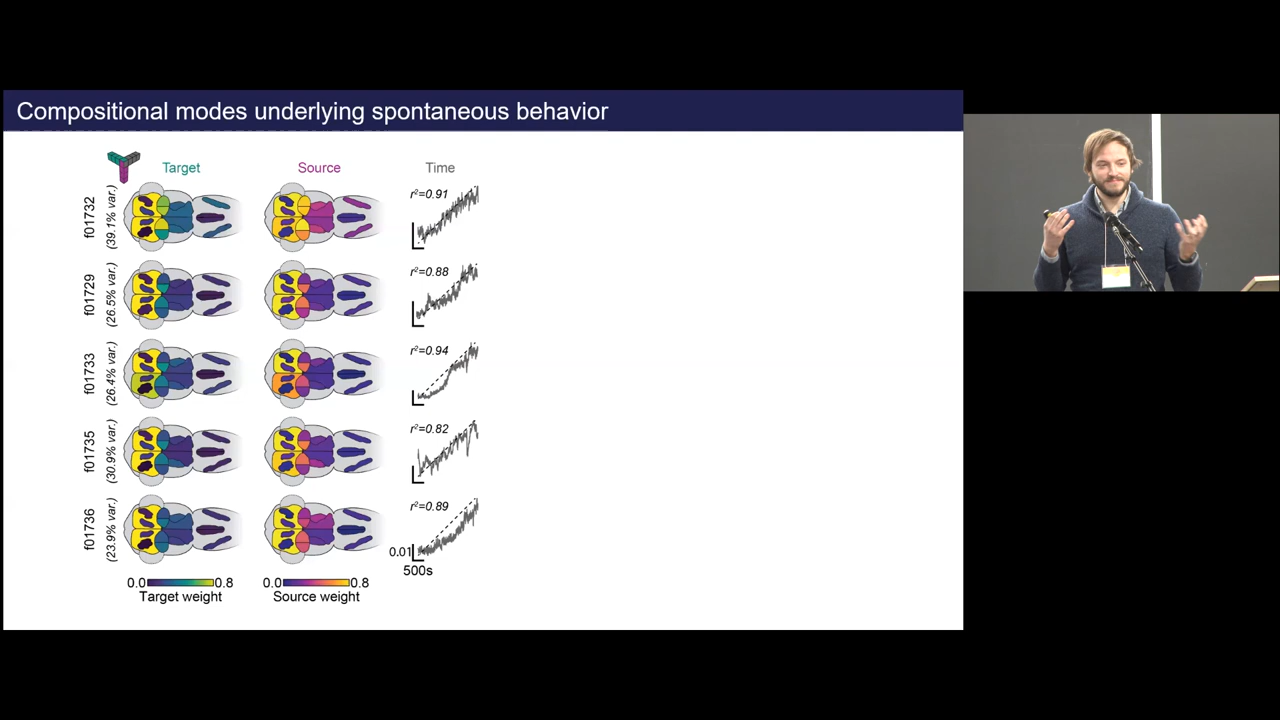 Compositional modes underlying spontaneous behavior
Target Source Time
f01732
(39.1% var.)
r²=0.91
f01729
(26.5% var.)
r²=0.88
f01733
(26.4% var.)
r²=0.94
f01735
(30.9% var.)
r²=0.82
f01736
(23.9% var.)
r²=0.89
0.01
500s
0.0 0.8 0.0 0.8
Target weight Source weight